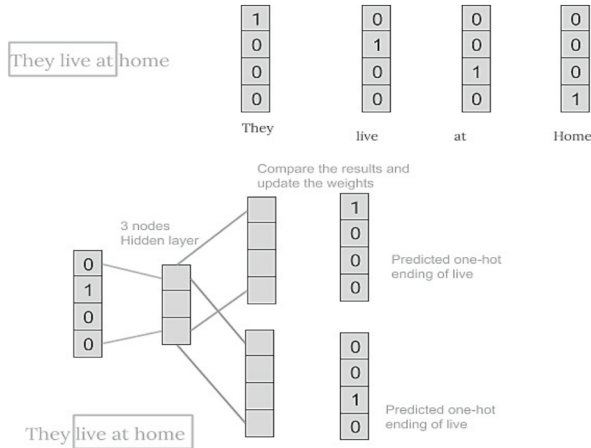 1 0 0 0
They live at home
0 1 0 0
0 0 1 0
0 0 0 1
They live at Home
Compare the results and
update the weights
3 nodes
Hidden layer
1
0
0
0
Predicted one-hot
ending of live
0
1
0
0
0
0
1
0
Predicted one-hot
ending of live
They live at home